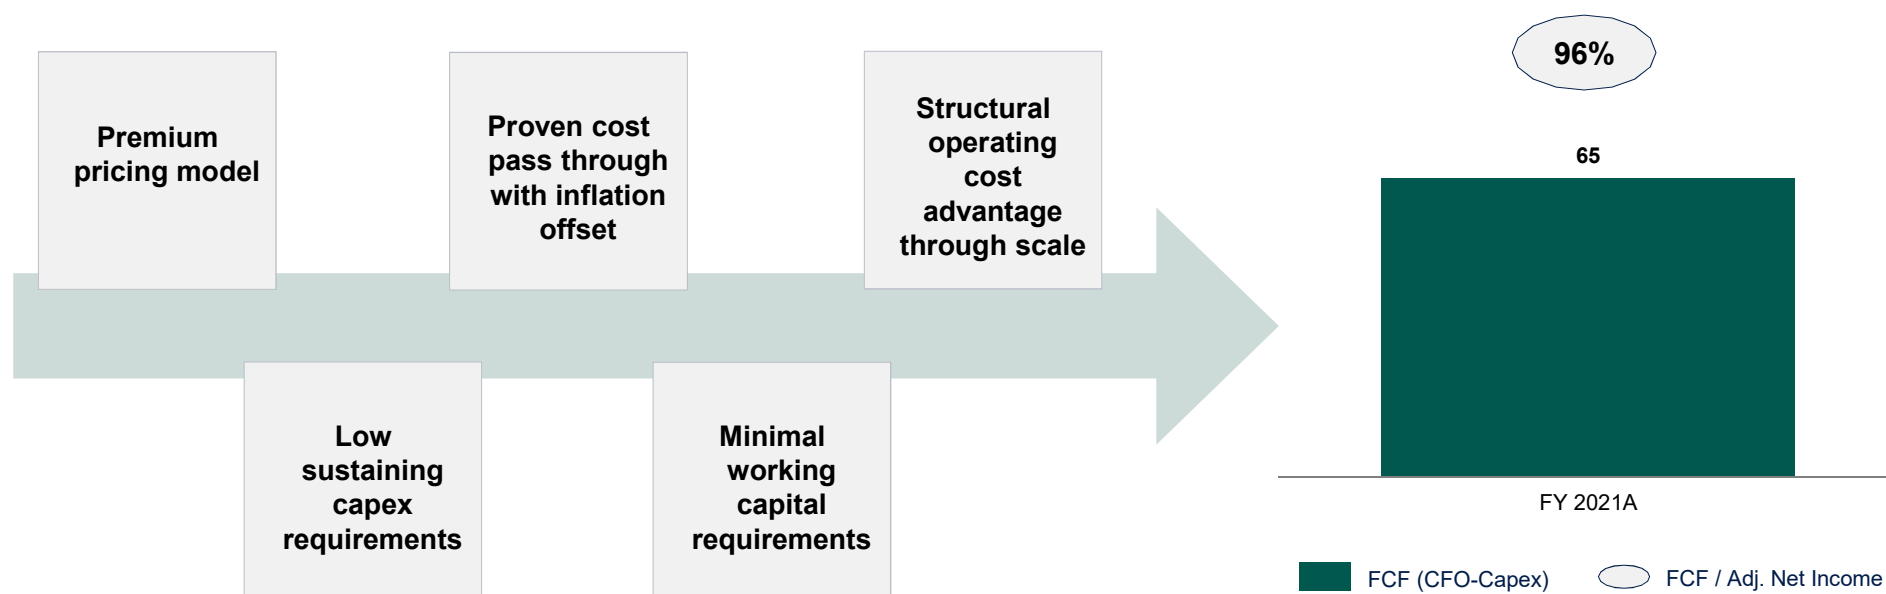 Premium
pricing model
Proven cost
pass through
with inflation
offset
Structural
operating
cost
advantage
through scale
Low
sustaining
capex
requirements
Minimal
working
capital
requirements
96%
65
FY 2021A
FCF (CFO-Capex)
FCF / Adj. Net Income